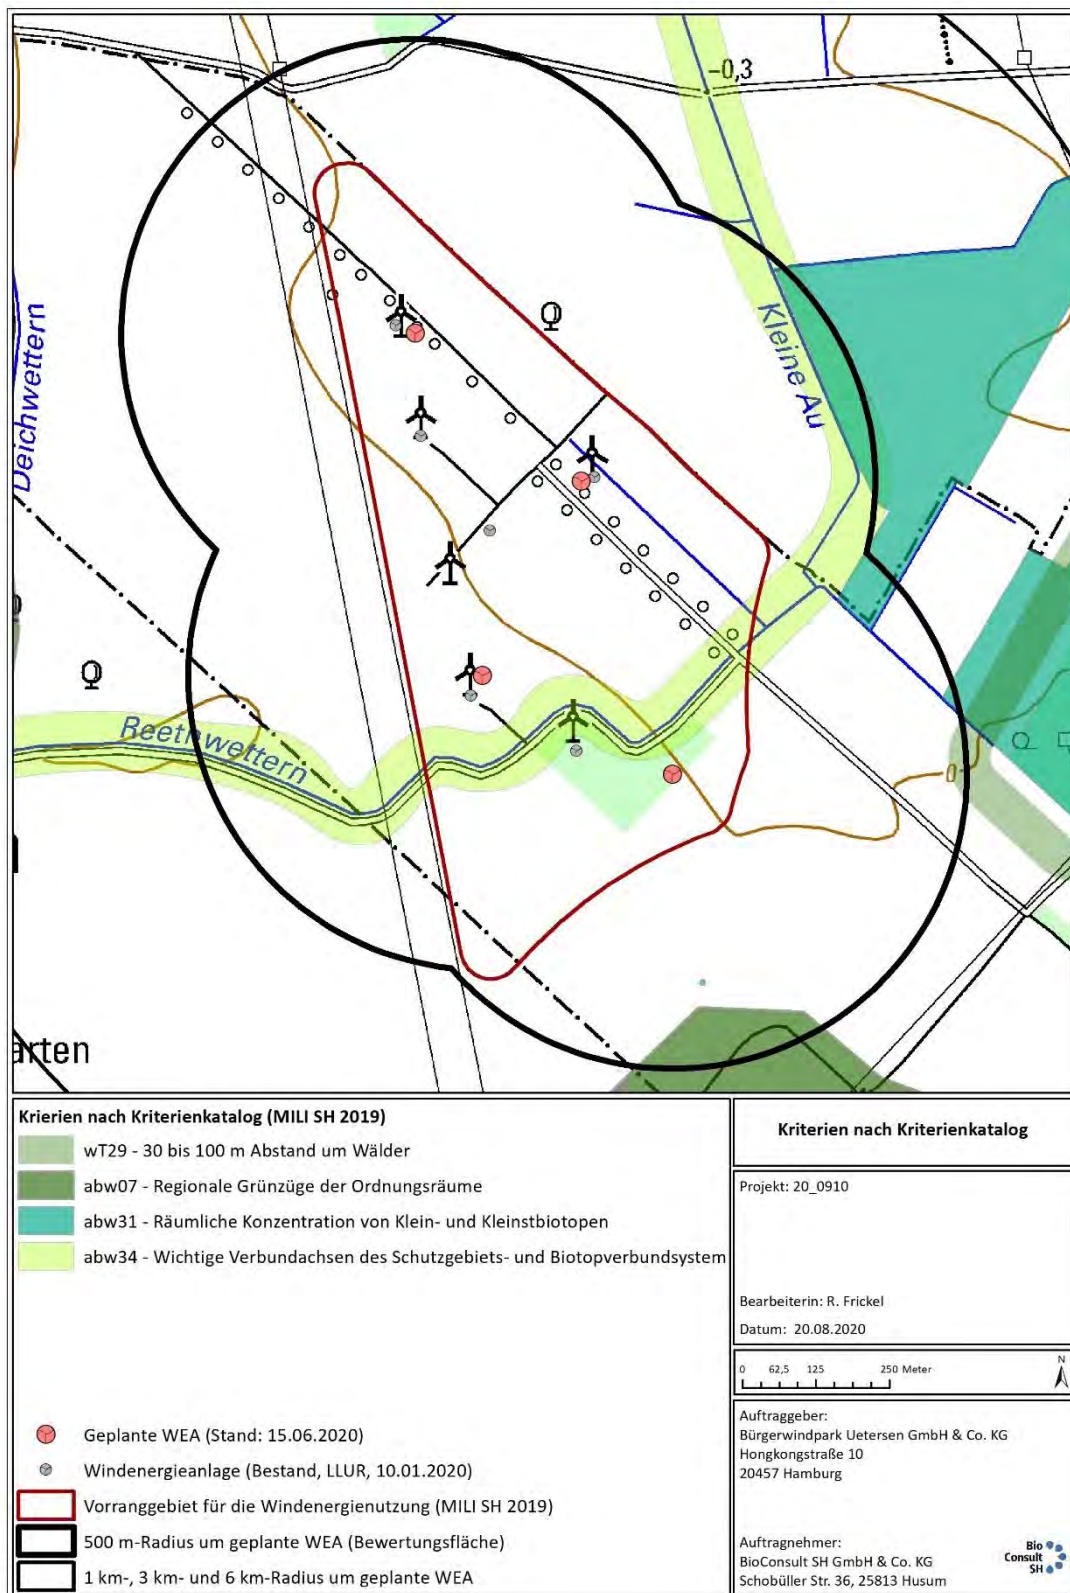 -0,3
Deichwettern
Kleine Au
Reethwettern
0
arten
Krierien nach Kriterienkatalog (MILI SH 2019)
wT29 - 30 bis 100 m Abstand um Wälder
abw07 - Regionale Grünzüge der Ordnungsräume
abw31 - Räumliche Konzentration von Klein- und Kleinstbiotopen
abw34 - Wichtige Verbundachsen des Schutzgebiets- und Biotopverbundsystem
Geplante WEA (Stand: 15.06.2020)
Windenergieanlage (Bestand, LLUR, 10.01.2020)
Vorranggebiet für die Windenergienutzung (MILI SH 2019)
500 m-Radius um geplante WEA (Bewertungsfläche)
1 km-, 3 km- und 6 km-Radius um geplante WEA
Kriterien nach Kriterienkatalog
Projekt: 20_0910
Bearbeiterin: R. Frickel
Datum: 20.08.2020
0 62,5 125 250 Meter
N
Auftraggeber:
Bürgerwindpark Uetersen GmbH & Co. KG
Hongkongstraße 10
20457 Hamburg
Auftragnehmer:
BioConsult SH GmbH & Co. KG
Schobüller Str. 36, 25813 Husum
Bio
Consult
SH